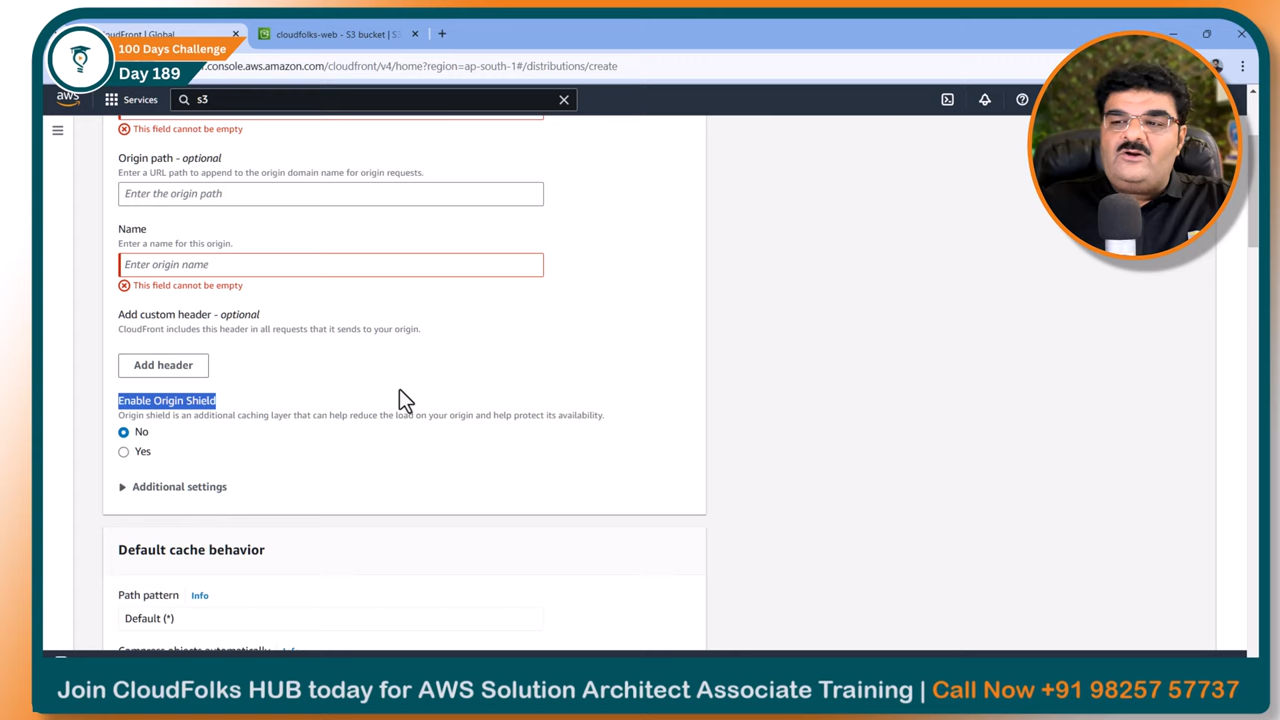 100 Days Challenge
Day 189
CloudFront | Global
cloudfolks-web - S3 bucket | S3
console.aws.amazon.com/cloudfront/v4/home?region=ap-south-1#/distributions/create
aws
Services
s3
This field cannot be empty
Origin path - optional
Enter a URL path to append to the origin domain name for origin requests.
Enter the origin path
Name
Enter a name for this origin.
Enter origin name
This field cannot be empty
Add custom header - optional
CloudFront includes this header in all requests that it sends to your origin.
Add header
Enable Origin Shield
Origin shield is an additional caching layer that can help reduce the load on your origin and help protect its availability.
No
Yes
Additional settings
Default cache behavior
Path pattern Info
Default (*)
Compress objects automatically
Join CloudFolks HUB today for AWS Solution Architect Associate Training | Call Now +91 98257 57737